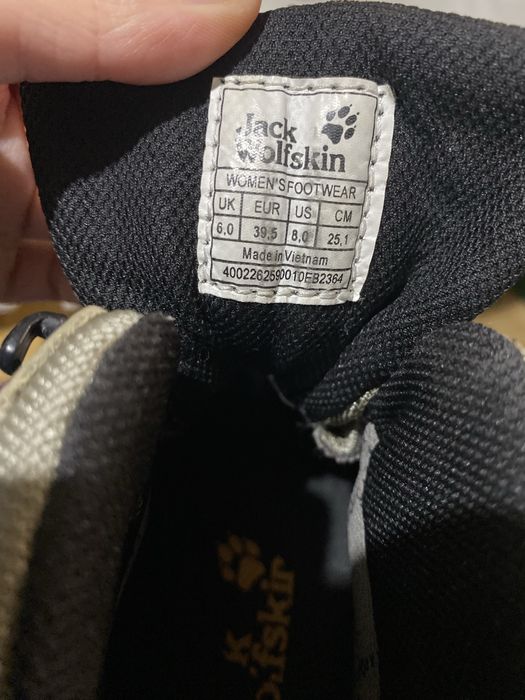 Jack
Wolfskin
WOMEN'S FOOTWEAR
UK EUR US CM
6,0 39,5 8,0 25,1
Made in Vietnam
K
olfskin